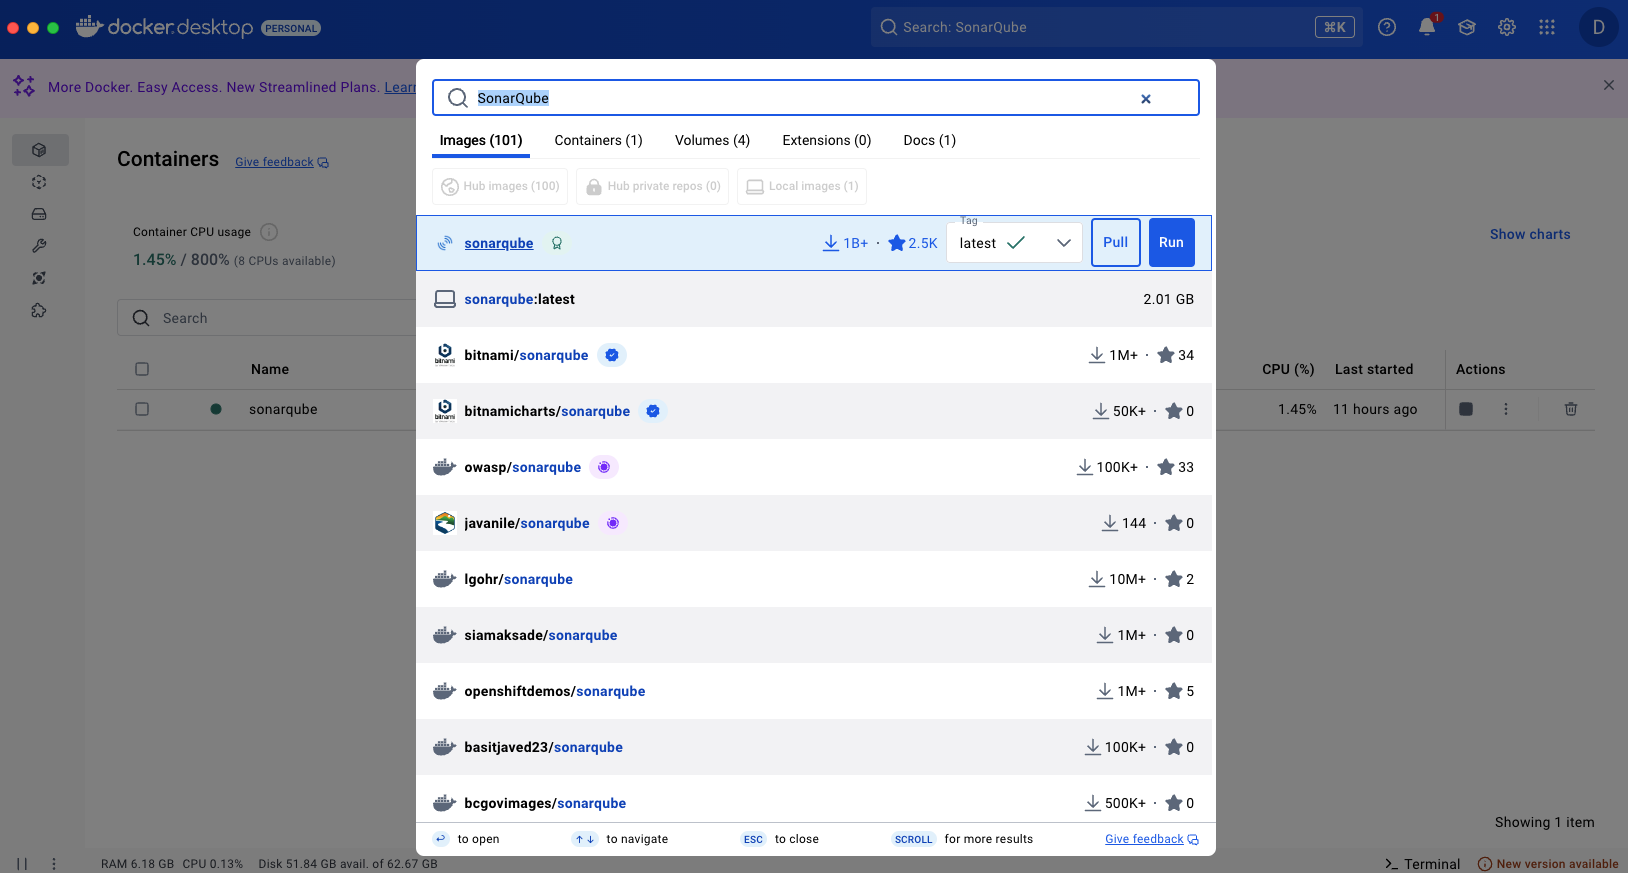 docker.desktop PERSONAL
Search: SonarQube ⌘K 1 D
More Docker. Easy Access. New Streamlined Plans. Learn
SonarQube
Images (101) Containers (1) Volumes (4) Extensions (0) Docs (1)
Containers Give feedback
Hub images (100) Hub private repos (0) Local images (1)
Container CPU usage
1.45% / 800% (8 CPUs available)
Show charts
Tag
sonarqube 1B+ · 2.5K latest Pull Run
sonarqube:latest 2.01 GB
Search
bitnami/sonarqube 1M+ · 34
Name CPU (%) Last started Actions
bitnamicharts/sonarqube 50K+ · 0
sonarqube 1.45% 11 hours ago
owasp/sonarqube 100K+ · 33
javanile/sonarqube 144 · 0
lgohr/sonarqube 10M+ · 2
siamaksade/sonarqube 1M+ · 0
openshiftdemos/sonarqube 1M+ · 5
basitjaved23/sonarqube 100K+ · 0
bcgovimages/sonarqube 500K+ · 0
Showing 1 item
to open to navigate ESC to close SCROLL for more results Give feedback
RAM 6.18 GB CPU 0.13% Disk 51.84 GB avail. of 62.67 GB
Terminal New version available